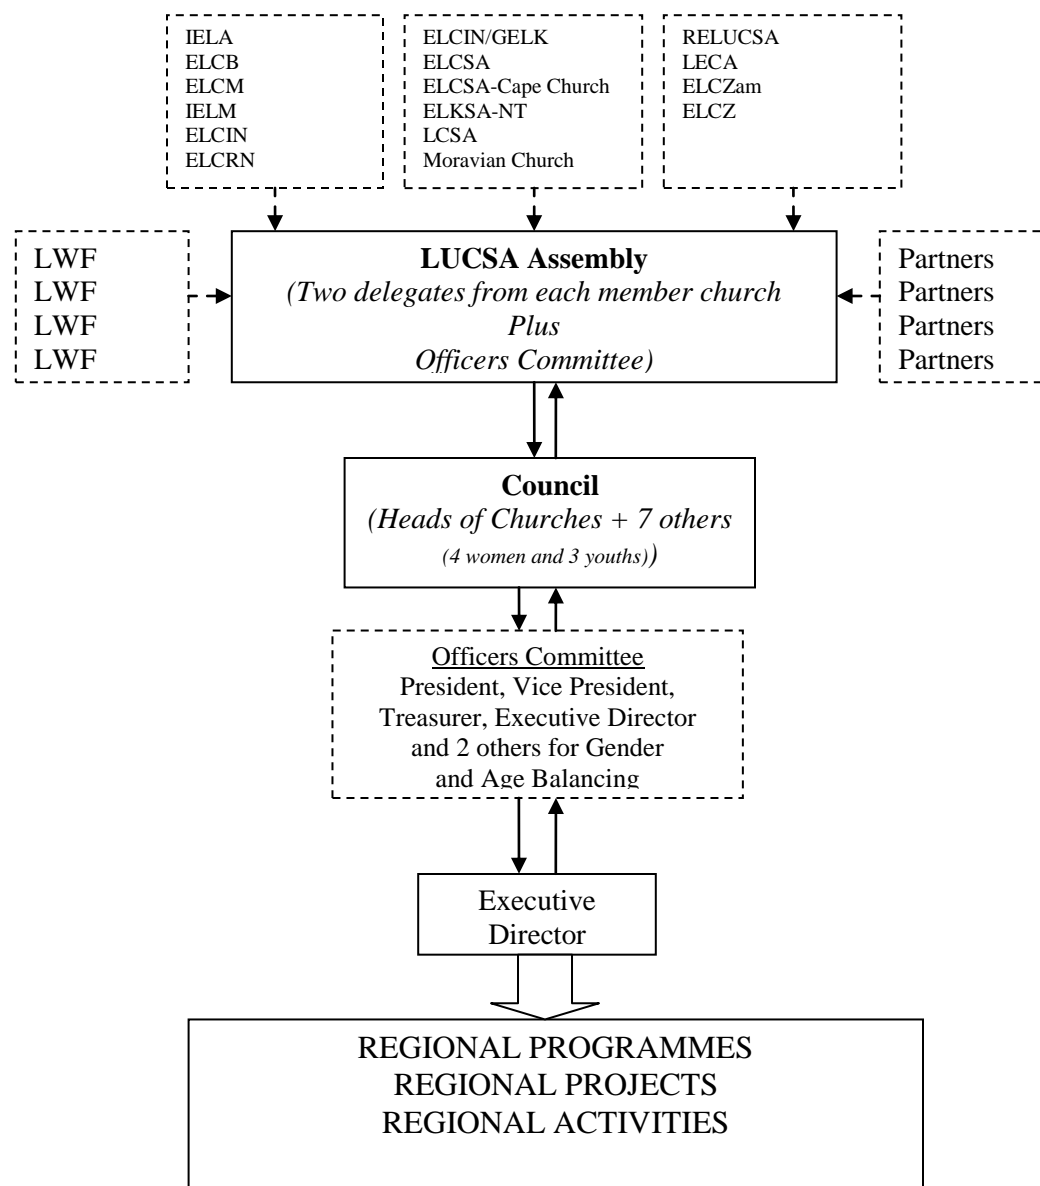 IELA
ELCB
ELCM
IELM
ELCIN
ELCRN
ELCIN/GELK
ELCSA
ELCSA-Cape Church
ELKSA-NT
LCSA
Moravian Church
RELUCSA
LECA
ELCZam
ELCZ
LWF
LWF
LWF
LWF
LUCSA Assembly
(Two delegates from each member church
Plus
Officers Committee)
Partners
Partners
Partners
Partners
Council
(Heads of Churches + 7 others
(4 women and 3 youths))
Officers Committee
President, Vice President,
Treasurer, Executive Director
and 2 others for Gender
and Age Balancing
Executive
Director
REGIONAL PROGRAMMES
REGIONAL PROJECTS
REGIONAL ACTIVITIES